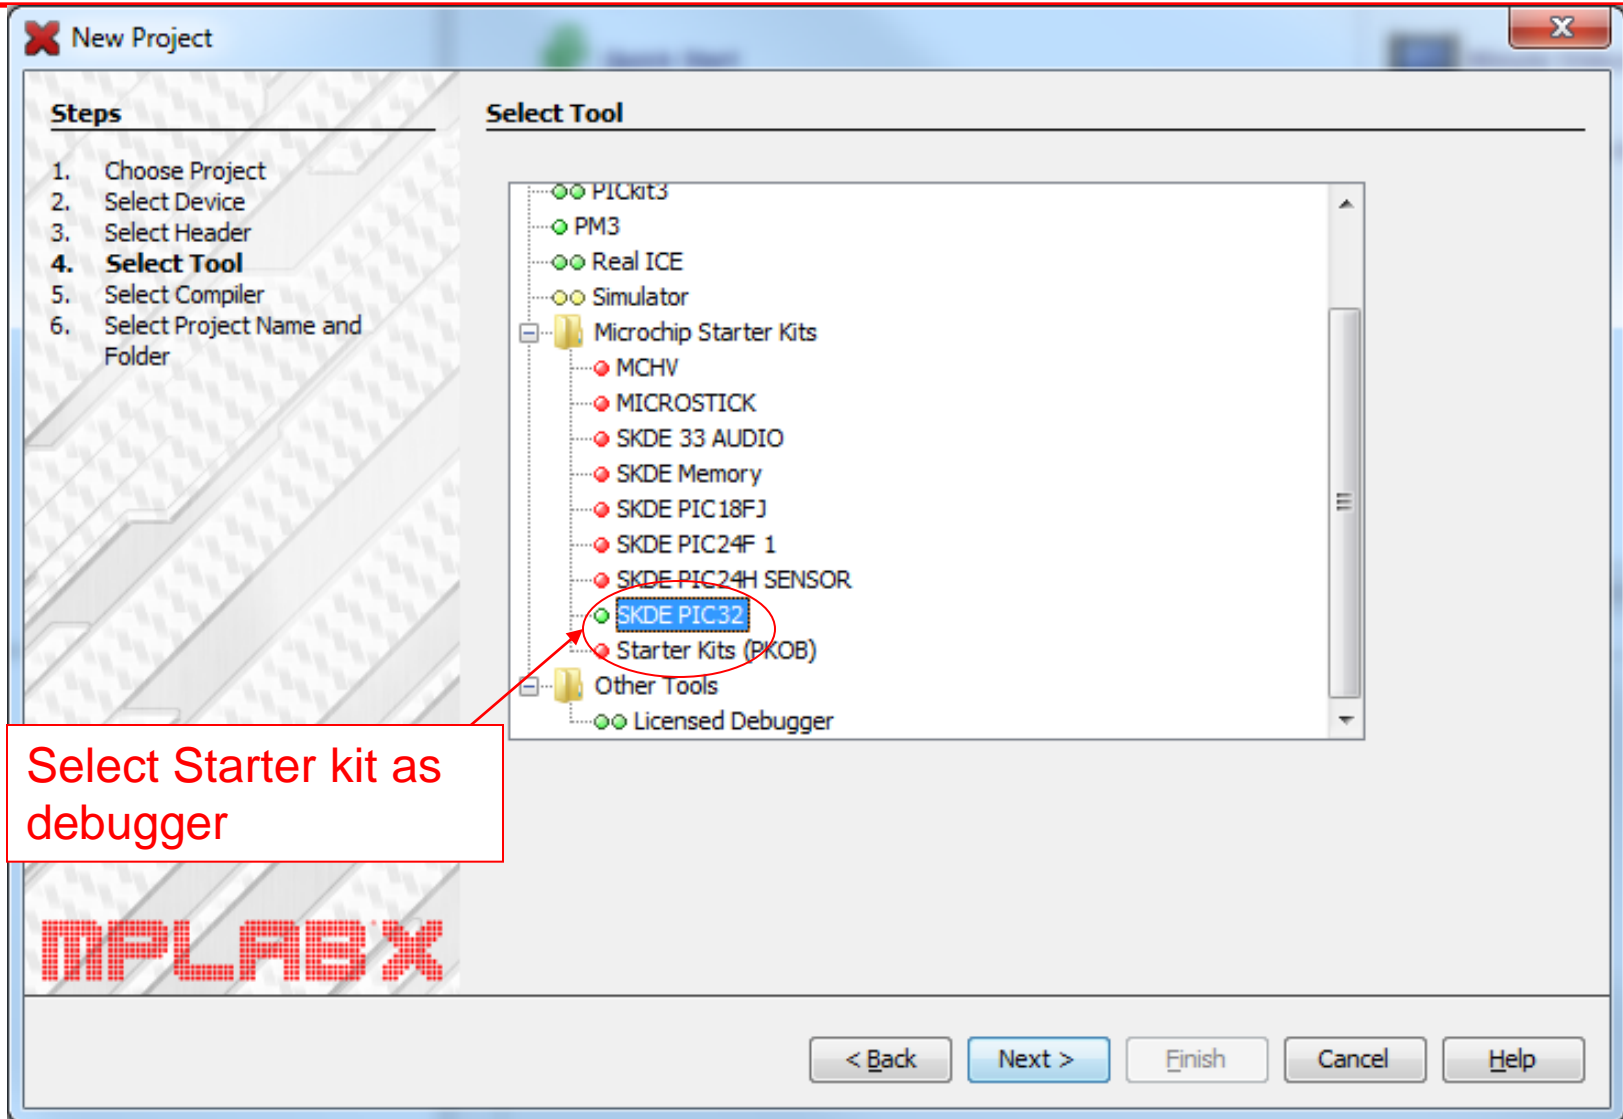 New Project
x
Steps
1. Choose Project
2. Select Device
3. Select Header
4. Select Tool
5. Select Compiler
6. Select Project Name and
Folder
Select Tool
PICkit3
PM3
Real ICE
Simulator
Microchip Starter Kits
MCHV
MICROSTICK
SKDE 33 AUDIO
SKDE Memory
SKDE PIC18FJ
SKDE PIC24F 1
SKDE PIC24H SENSOR
SKDE PIC32
Starter Kits (PKOB)
Other Tools
Licensed Debugger
Select Starter kit as
debugger
MPLAB X
< Back
Next >
Finish
Cancel
Help